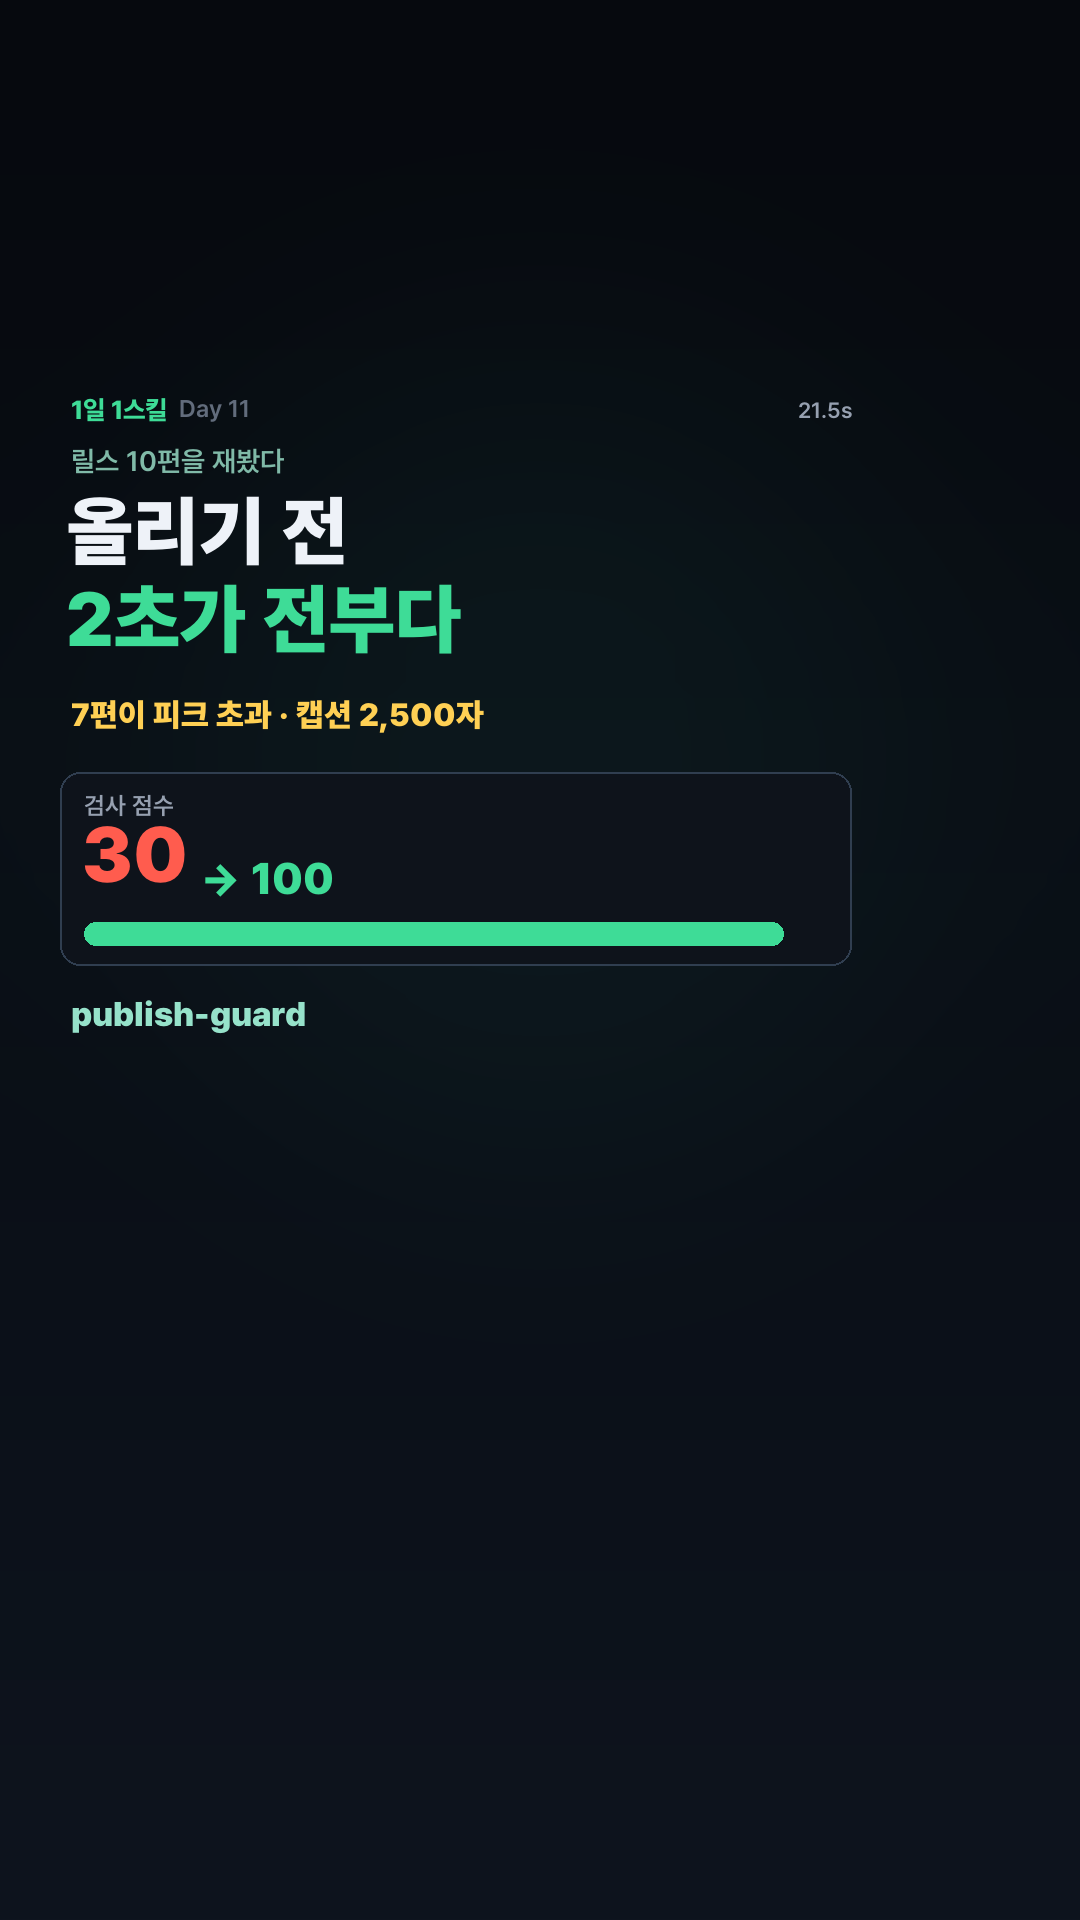 1일 1스킬 Day 11 21.5s
릴스 10편을 재봤다
올리기 전
2초가 전부다
7편이 피크 초과 · 캡션 2,500자
검사 점수
30 → 100
publish-guard